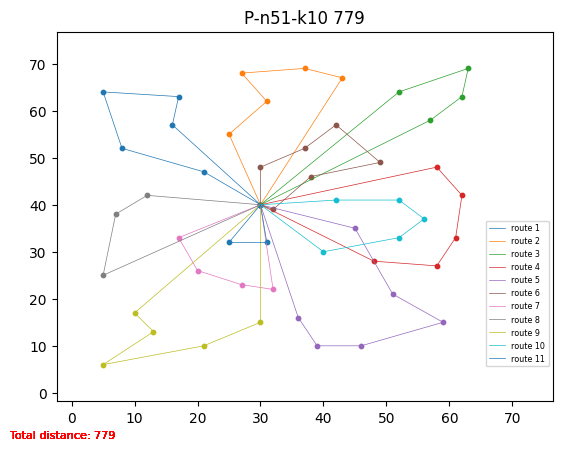 P-n51-k10 779
70
60
50
40
30
20
10
0
route 1
route 2
route 3
route 4
route 5
route 6
route 7
route 8
route 9
route 10
route 11
0 10 20 30 40 50 60 70
Total distance: 779